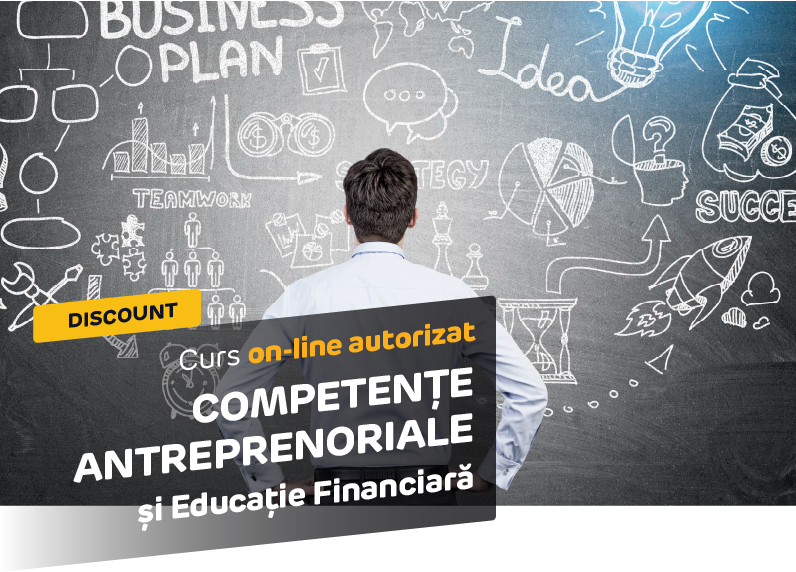 BUSINESS
PLAN
Idea
STRATEGY
TEAMWORK
SUCCE
DISCOUNT
Curs on-line autorizat
COMPETENȚE
ANTREPRENORIALE
și Educație Financiară